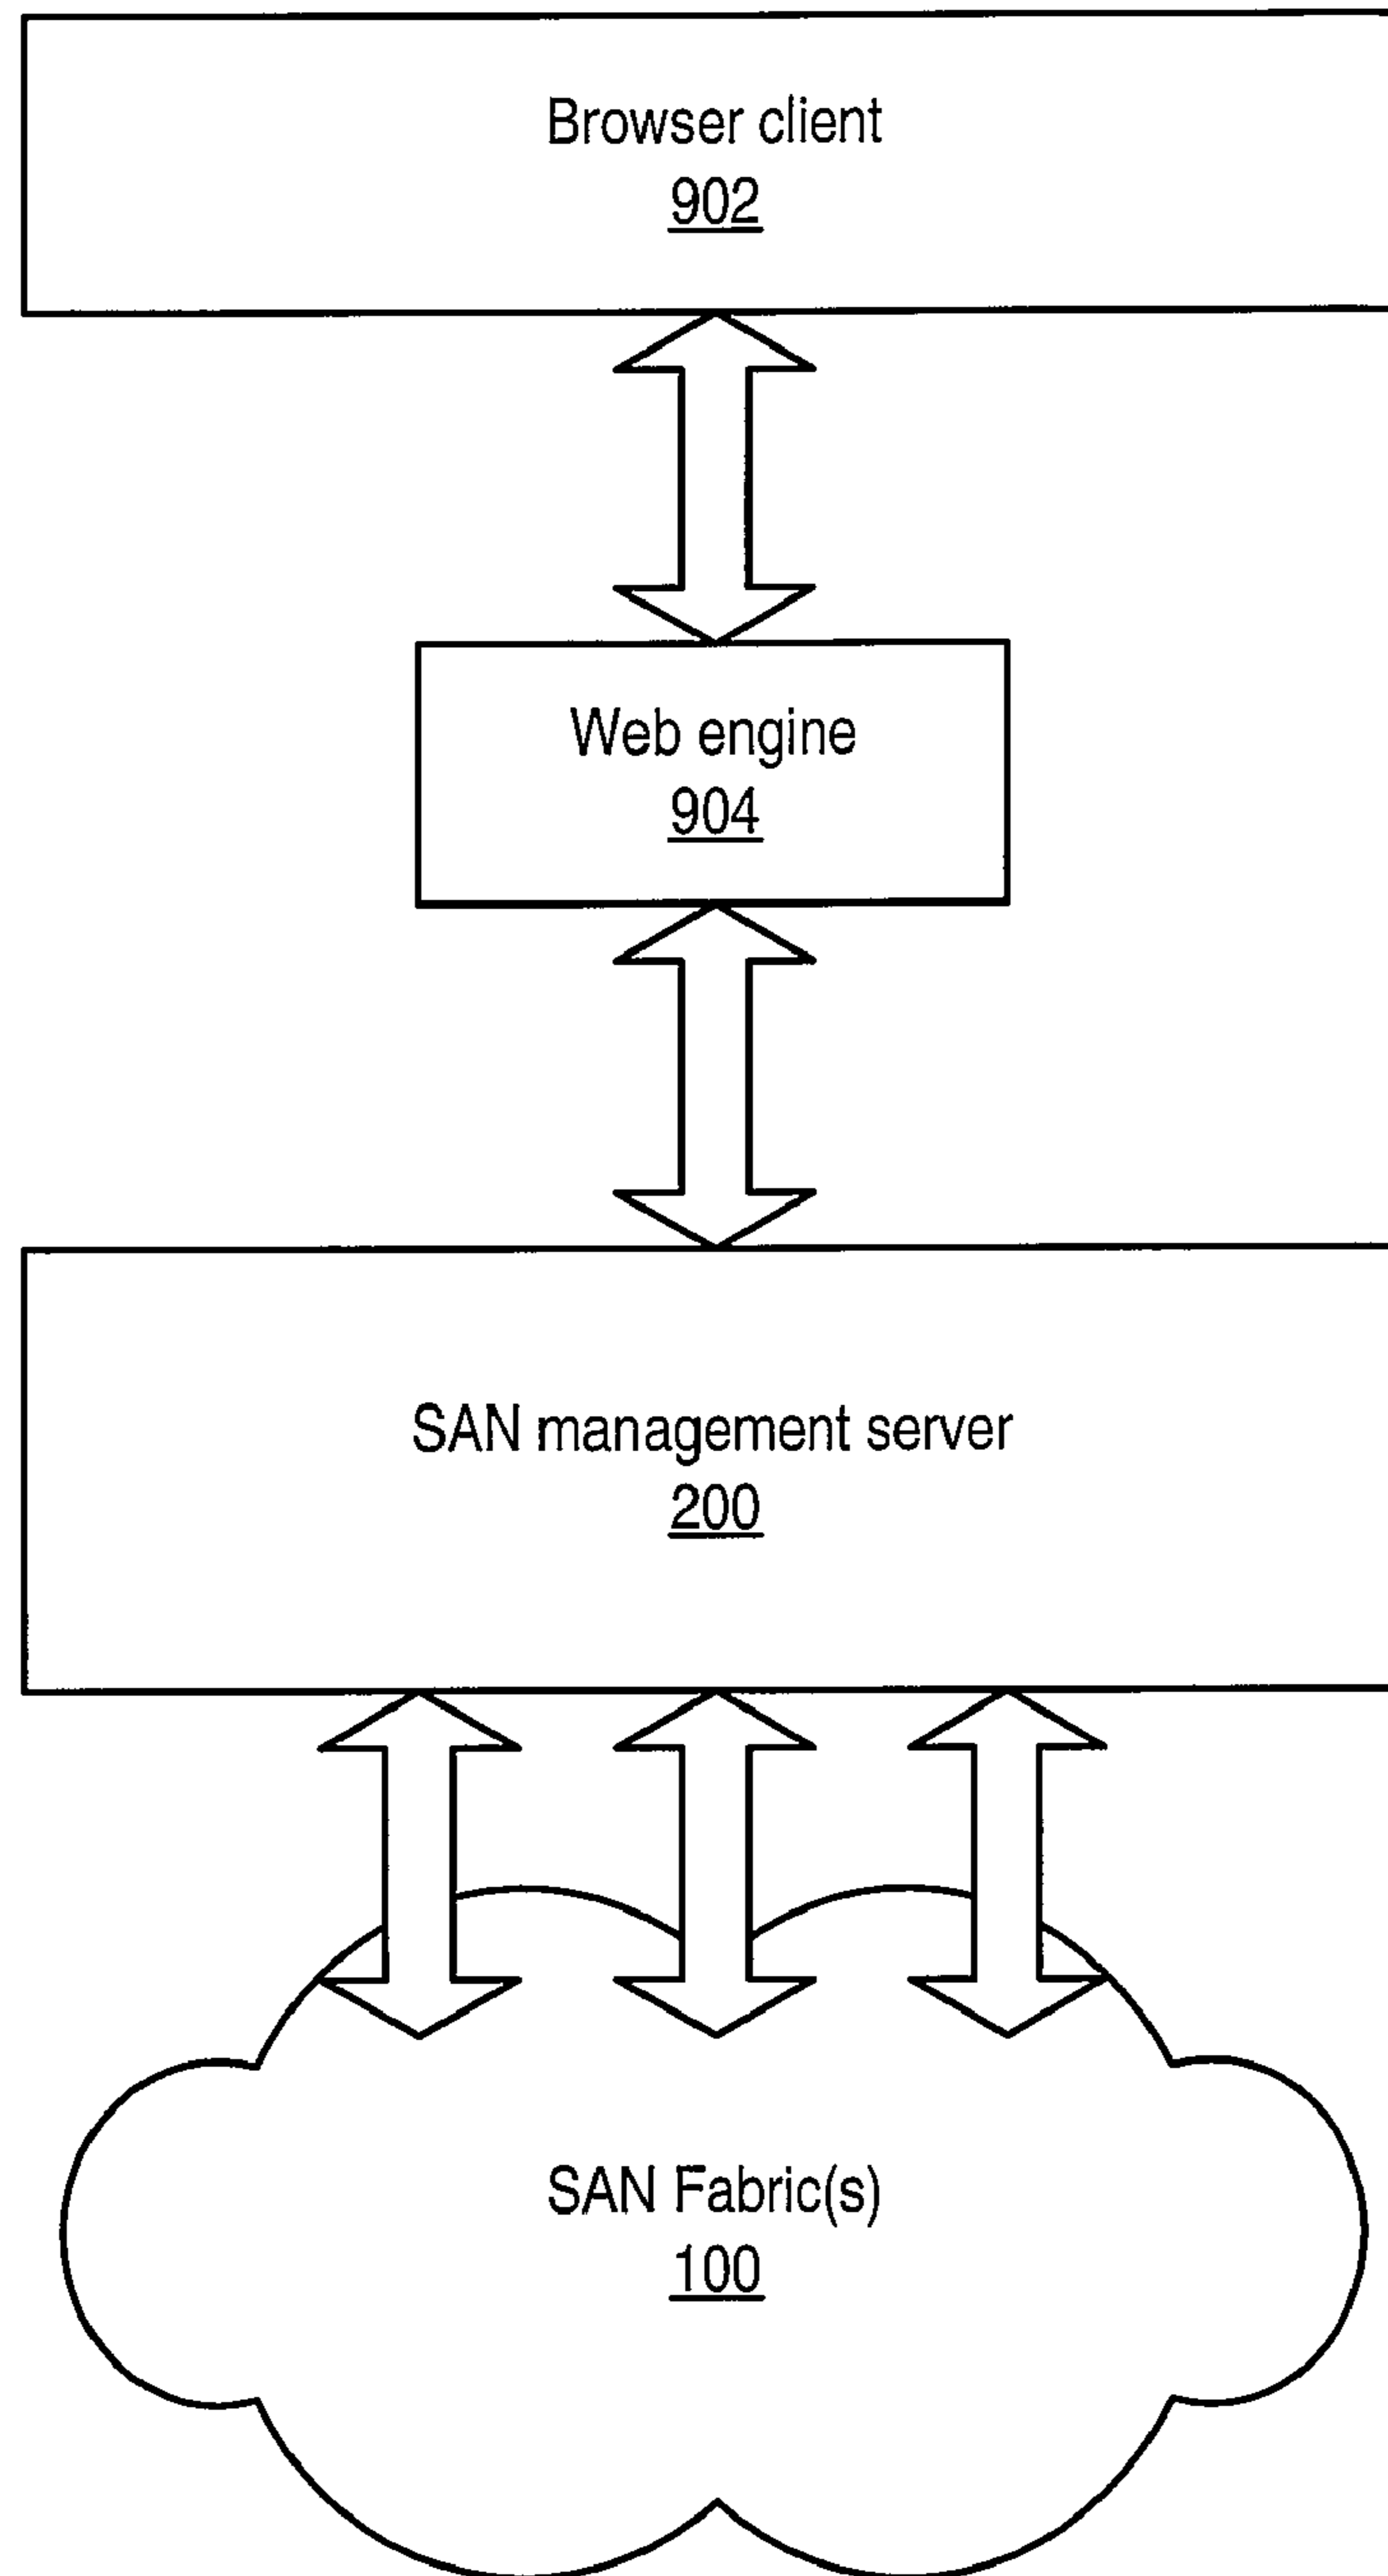 Browser client
902
Web engine
904
SAN management server
200
SAN Fabric(s)
100